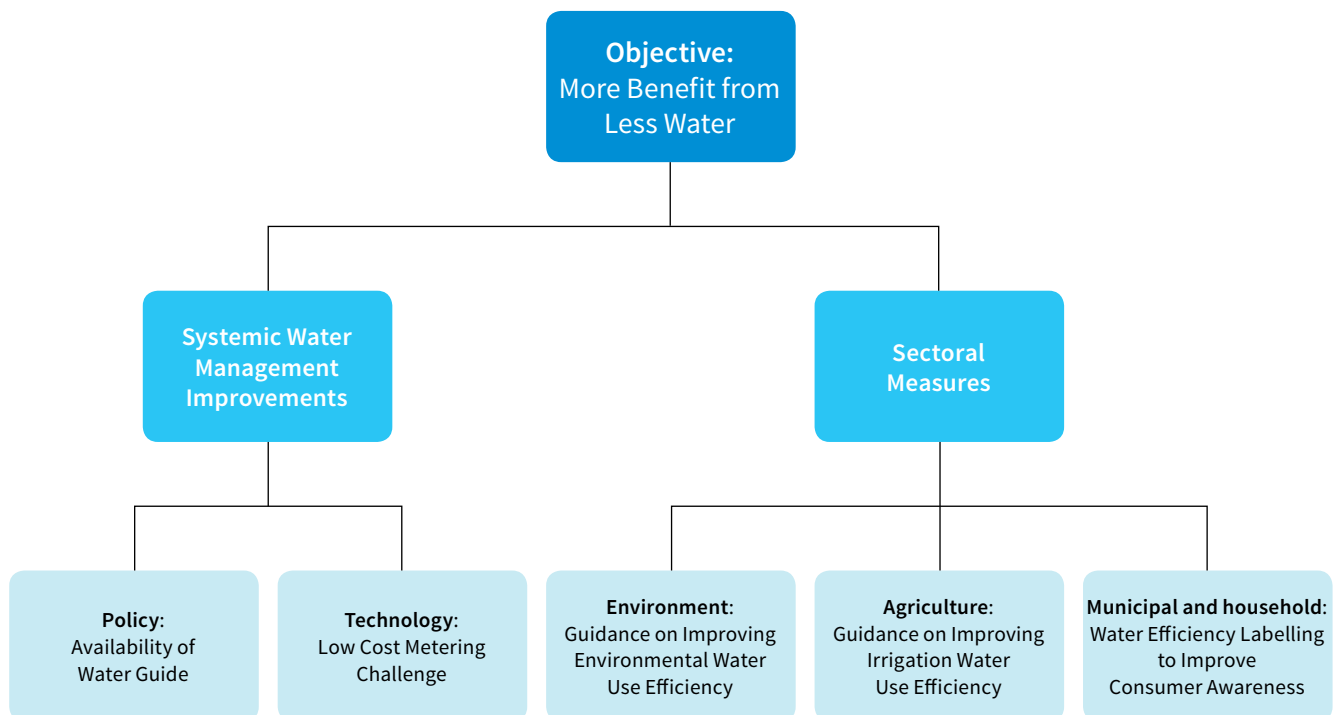 Objective:
More Benefit from
Less Water
Systemic Water
Management
Improvements
Sectoral
Measures
Policy:
Availability of
Water Guide
Technology:
Low Cost Metering
Challenge
Environment:
Guidance on Improving
Environmental Water
Use Efficiency
Agriculture:
Guidance on Improving
Irrigation Water
Use Efficiency
Municipal and household:
Water Efficiency Labelling
to Improve
Consumer Awareness